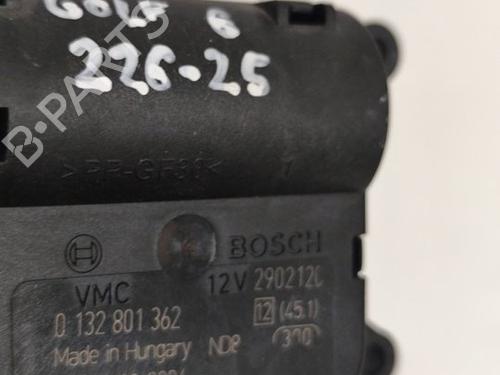 GOLF 6
226-25
B-PARTS
>PP-GF30<
BOSCH
VMC 12V 290212
0 132 801 362 12 (45.1)
Made in Hungary ND8 300